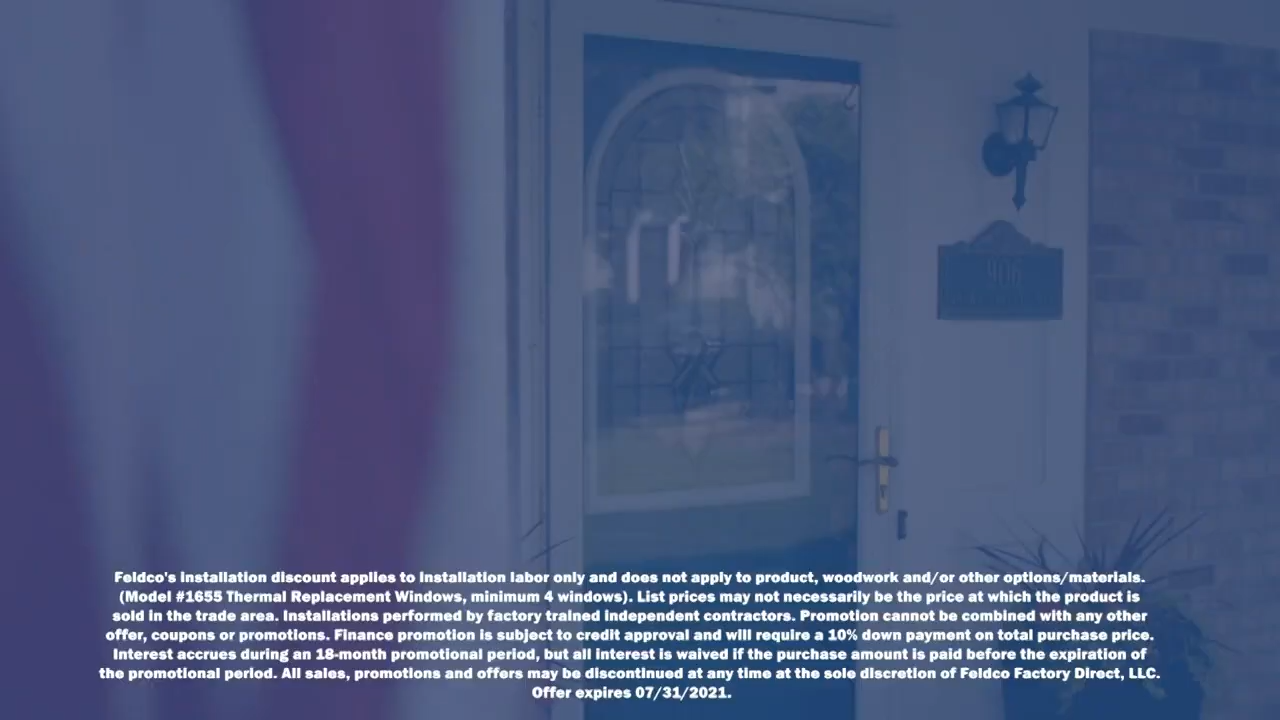 906
Feldco's installation discount applies to installation labor only and does not apply to product, woodwork and/or other options/materials.
(Model #1655 Thermal Replacement Windows, minimum 4 windows). List prices may not necessarily be the price at which the product is
sold in the trade area. Installations performed by factory trained independent contractors. Promotion cannot be combined with any other
offer, coupons or promotions. Finance promotion is subject to credit approval and will require a 10% down payment on total purchase price.
Interest accrues during an 18-month promotional period, but all interest is waived if the purchase amount is paid before the expiration of
the promotional period. All sales, promotions and offers may be discontinued at any time at the sole discretion of Feldco Factory Direct, LLC.
Offer expires 07/31/2021.